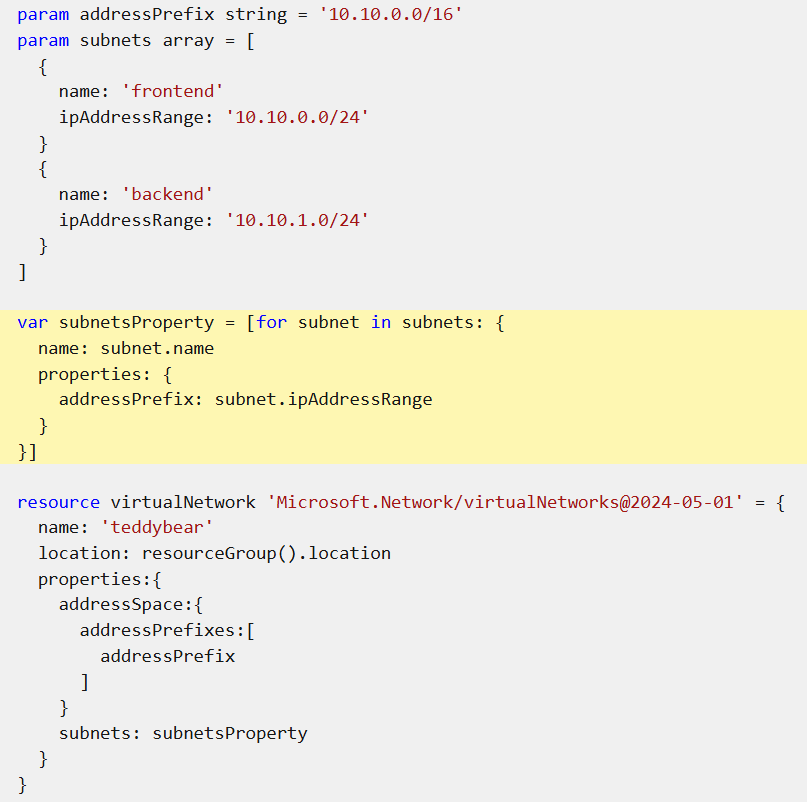 param addressPrefix string = '10.10.0.0/16'
param subnets array = [
  {
    name: 'frontend'
    ipAddressRange: '10.10.0.0/24'
  }
  {
    name: 'backend'
    ipAddressRange: '10.10.1.0/24'
  }
]

var subnetsProperty = [for subnet in subnets: {
  name: subnet.name
  properties: {
    addressPrefix: subnet.ipAddressRange
  }
}]

resource virtualNetwork 'Microsoft.Network/virtualNetworks@2024-05-01' = {
  name: 'teddybear'
  location: resourceGroup().location
  properties:{
    addressSpace:{
      addressPrefixes:[
        addressPrefix
      ]
    }
    subnets: subnetsProperty
  }
}